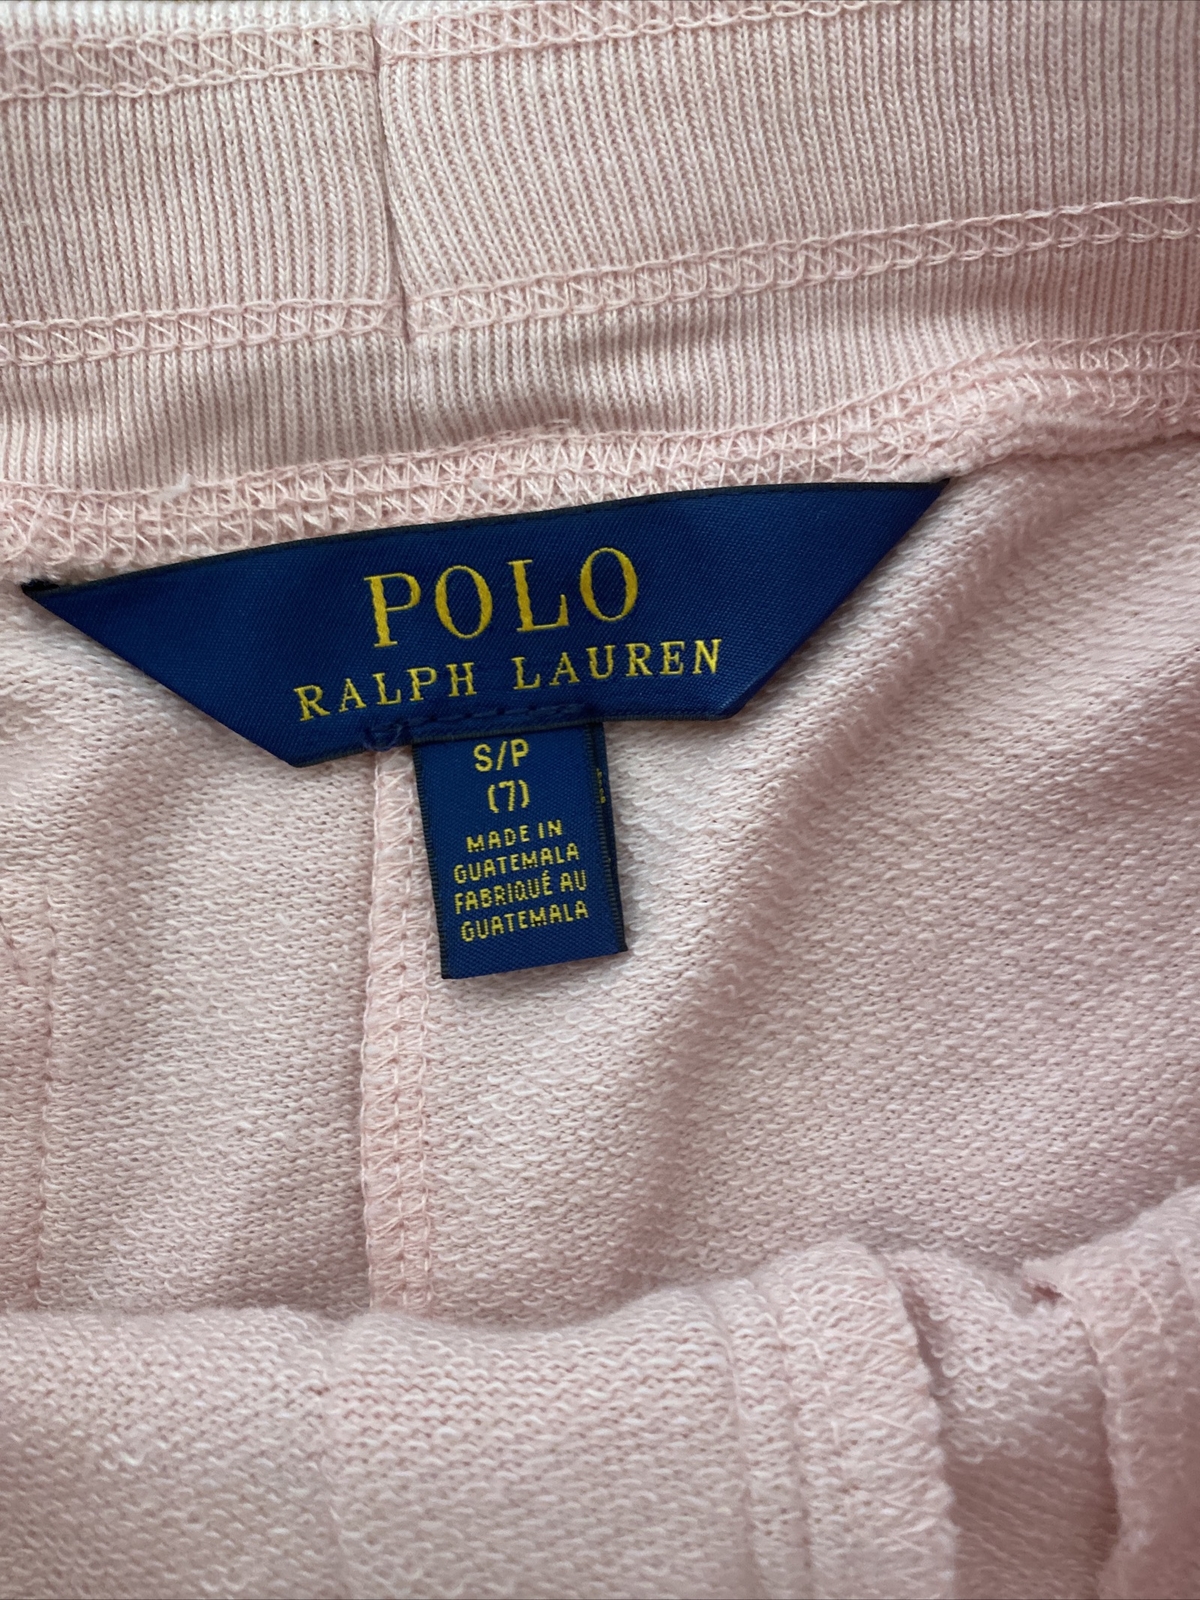 POLO
RALPH LAUREN
S/P
(7)
MADE IN
GUATEMALA
FABRIQUÉ AU
GUATEMALA